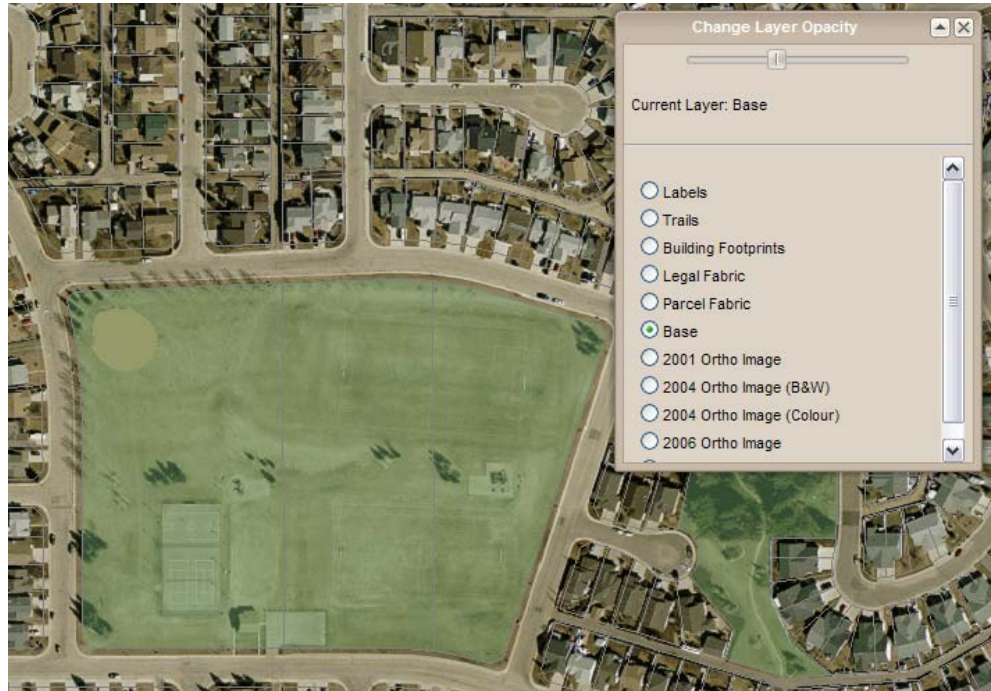 Change Layer Opacity
Current Layer: Base
Labels
Trails
Building Footprints
Legal Fabric
Parcel Fabric
Base
2001 Ortho Image
2004 Ortho Image (B&W)
2004 Ortho Image (Colour)
2006 Ortho Image